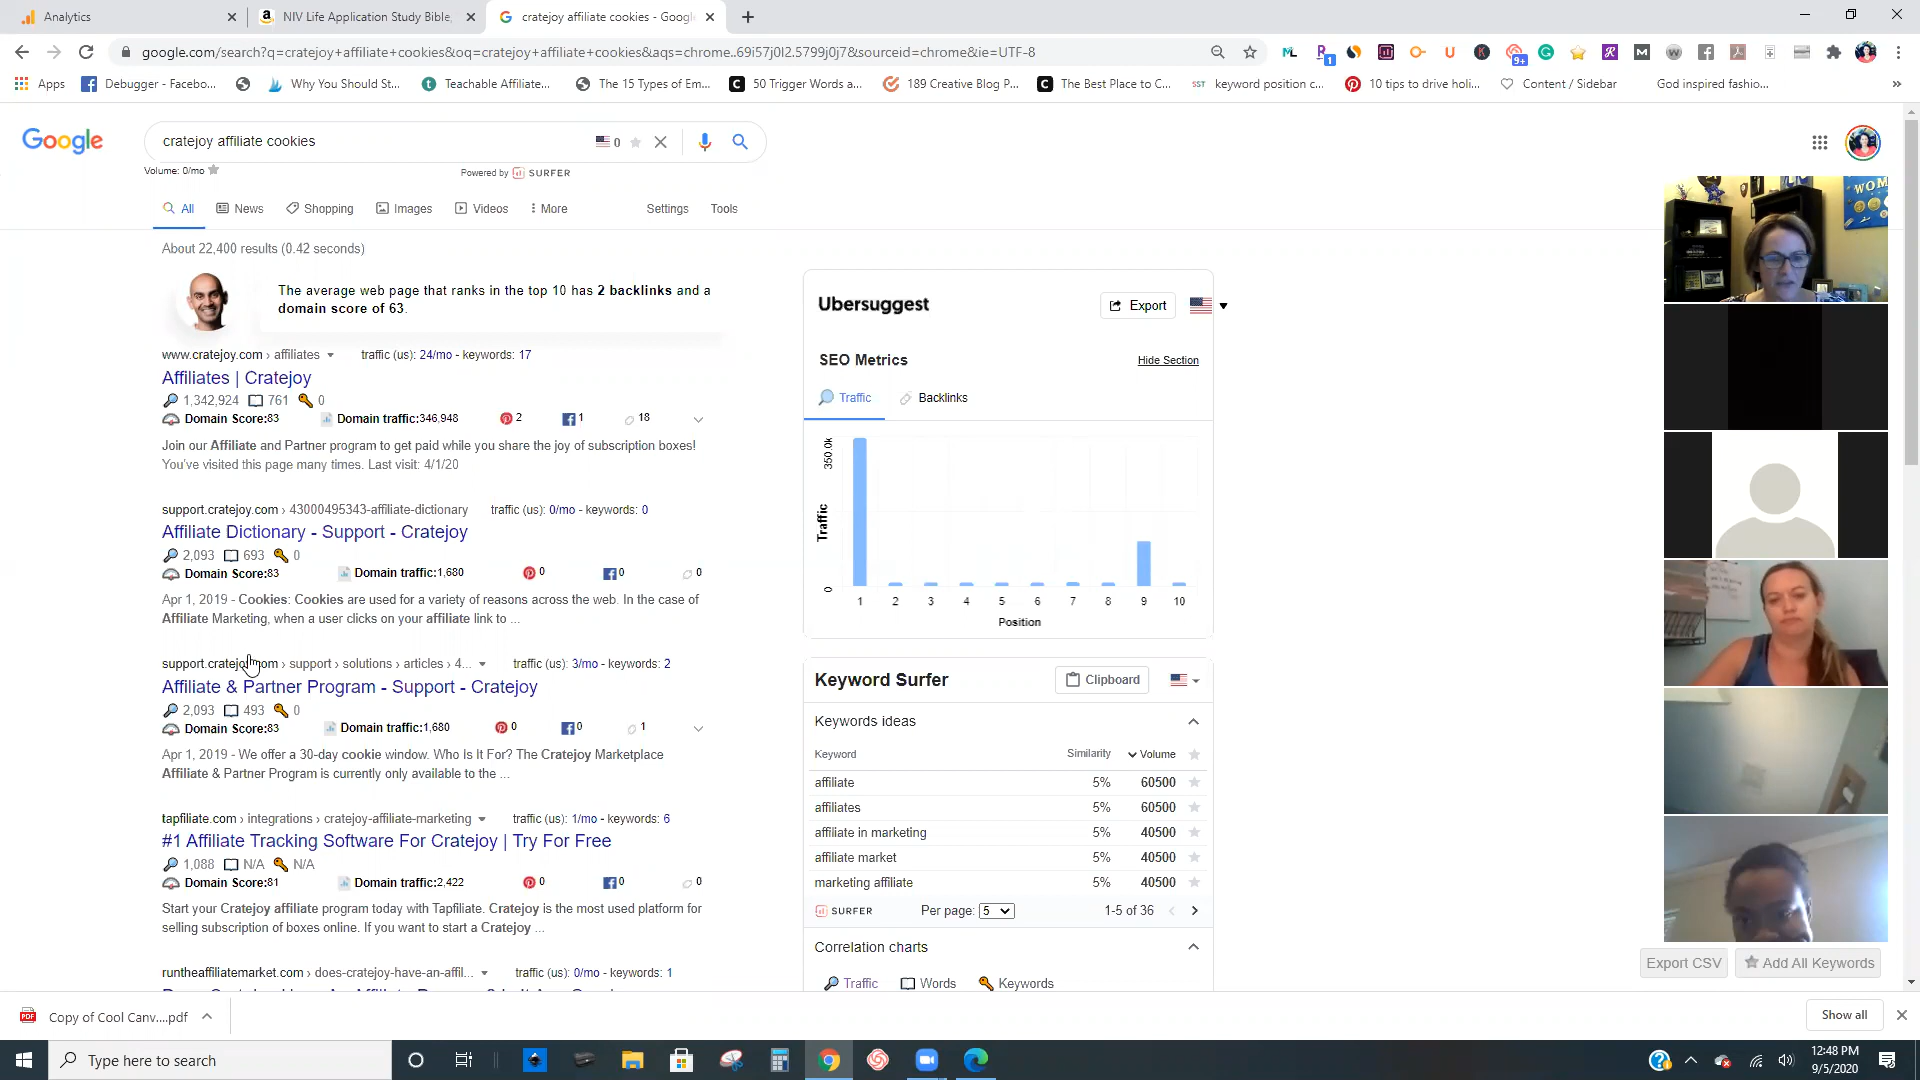 Analytics
NIV Life Application Study Bible,
cratejoy affiliate cookies - Google
google.com/search?q=cratejoy+affiliate+cookies&oq=cratejoy+affiliate+cookies&aqs=chrome..69i57j0l2.5799j0j7&sourceid=chrome&ie=UTF-8
Apps
Debugger - Facebo...
Why You Should St...
Teachable Affiliate...
The 15 Types of Em...
50 Trigger Words a...
189 Creative Blog P...
The Best Place to C...
keyword position c...
10 tips to drive holi...
Content / Sidebar
God inspired fashio...
Google
cratejoy affiliate cookies
0
Volume: 0/mo
Powered by SURFER
All
News
Shopping
Images
Videos
More
Settings
Tools
About 22,400 results (0.42 seconds)
The average web page that ranks in the top 10 has 2 backlinks and a
domain score of 63.
www.cratejoy.com › affiliates
traffic (us): 24/mo - keywords: 17
Affiliates | Cratejoy
1,342,924 761 0
Domain Score:83 Domain traffic:346,948 2 1 18
Join our Affiliate and Partner program to get paid while you share the joy of subscription boxes!
You've visited this page many times. Last visit: 4/1/20
support.cratejoy.com › 43000495343-affiliate-dictionary
traffic (us): 0/mo - keywords: 0
Affiliate Dictionary - Support - Cratejoy
2,093 693 0
Domain Score:83 Domain traffic:1,680 0 0 0
Apr 1, 2019 - Cookies: Cookies are used for a variety of reasons across the web. In the case of
Affiliate Marketing, when a user clicks on your affiliate link to ...
support.cratejoy.com › support › solutions › articles › 4...
traffic (us): 3/mo - keywords: 2
Affiliate & Partner Program - Support - Cratejoy
2,093 493 0
Domain Score:83 Domain traffic:1,680 0 0 1
Apr 1, 2019 - We offer a 30-day cookie window. Who Is It For? The Cratejoy Marketplace
Affiliate & Partner Program is currently only available to the ...
tapfiliate.com › integrations › cratejoy-affiliate-marketing
traffic (us): 1/mo - keywords: 6
#1 Affiliate Tracking Software For Cratejoy | Try For Free
1,088 N/A N/A
Domain Score:81 Domain traffic:2,422 0 0 0
Start your Cratejoy affiliate program today with Tapfiliate. Cratejoy is the most used platform for
selling subscription of boxes online. If you want to start a Cratejoy ...
runtheaffiliatemarket.com › does-cratejoy-have-an-affil...
traffic (us): 0/mo - keywords: 1
Ubersuggest
Export
SEO Metrics
Hide Section
Traffic
Backlinks
350.0k
Traffic
0
1 2 3 4 5 6 7 8 9 10
Position
Keyword Surfer
Clipboard
Keywords ideas
Keyword Similarity Volume
affiliate 5% 60500
affiliates 5% 60500
affiliate in marketing 5% 40500
affiliate market 5% 40500
marketing affiliate 5% 40500
SURFER Per page: 5 1-5 of 36
Correlation charts
Traffic Words Keywords
WOM
Export CSV
Add All Keywords
Copy of Cool Canv....pdf
Show all
Type here to search
12:48 PM
9/5/2020